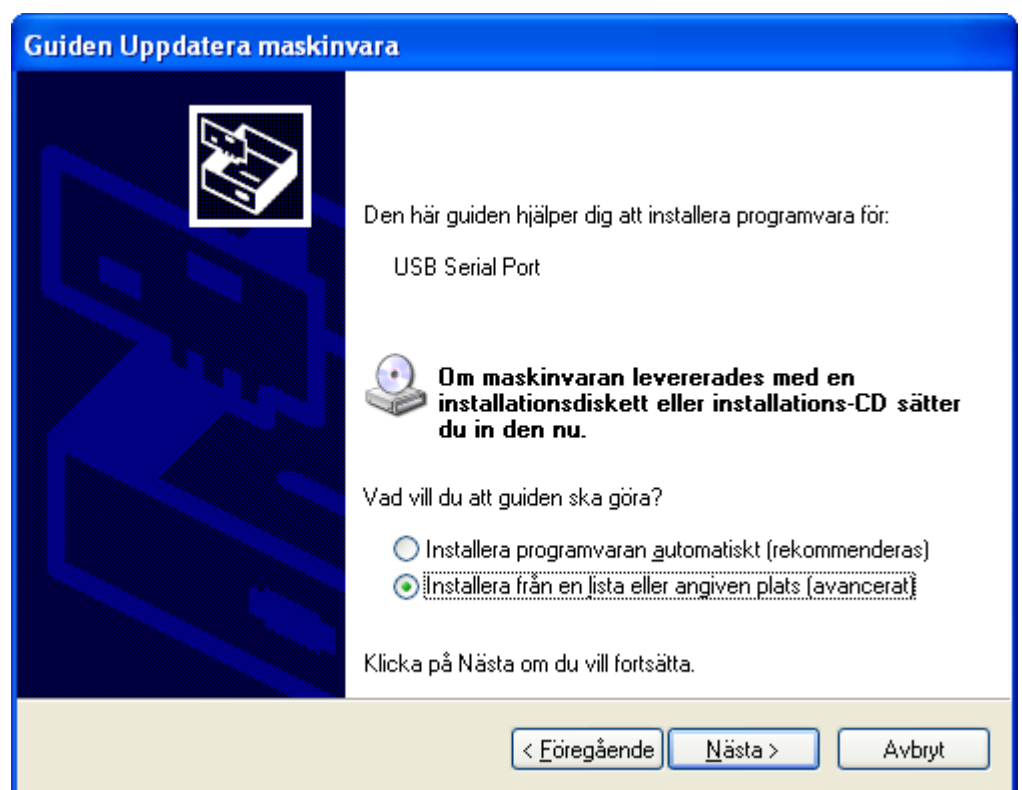 Guiden Uppdatera maskinvara
Den här guiden hjälper dig att installera programvara för:
USB Serial Port
Om maskinvaran levererades med en
installationsdiskett eller installations-CD sätter
du in den nu.
Vad vill du att guiden ska göra?
Installera programvaran automatiskt (rekommenderas)
Installera från en lista eller angiven plats (avancerat)
Klicka på Nästa om du vill fortsätta.
< Föregående Nästa > Avbryt